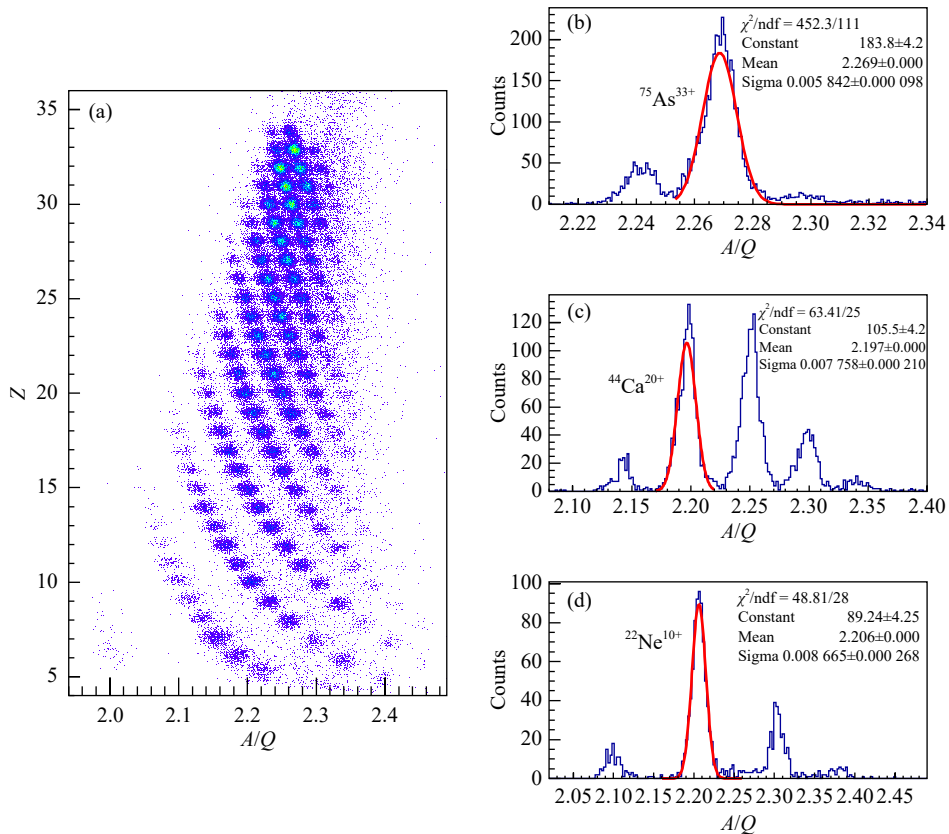 (a)
Z
35
30
25
20
15
10
5
2.0 2.1 2.2 2.3 2.4
A/Q
(b)
χ²/ndf = 452.3/111
Constant 183.8±4.2
Mean 2.269±0.000
Sigma 0.005 842±0.000 098
⁷⁵As³³⁺
Counts
200
150
100
50
0
2.22 2.24 2.26 2.28 2.30 2.32 2.34
A/Q
(c)
χ²/ndf = 63.41/25
Constant 105.5±4.2
Mean 2.197±0.000
Sigma 0.007 758±0.000 210
⁴⁴Ca²⁰⁺
Counts
120
100
80
60
40
20
0
2.10 2.15 2.20 2.25 2.30 2.35 2.40
A/Q
(d)
χ²/ndf = 48.81/28
Constant 89.24±4.25
Mean 2.206±0.000
Sigma 0.008 665±0.000 268
²²Ne¹⁰⁺
Counts
100
80
60
40
20
0
2.05 2.10 2.15 2.20 2.25 2.30 2.35 2.40 2.45
A/Q